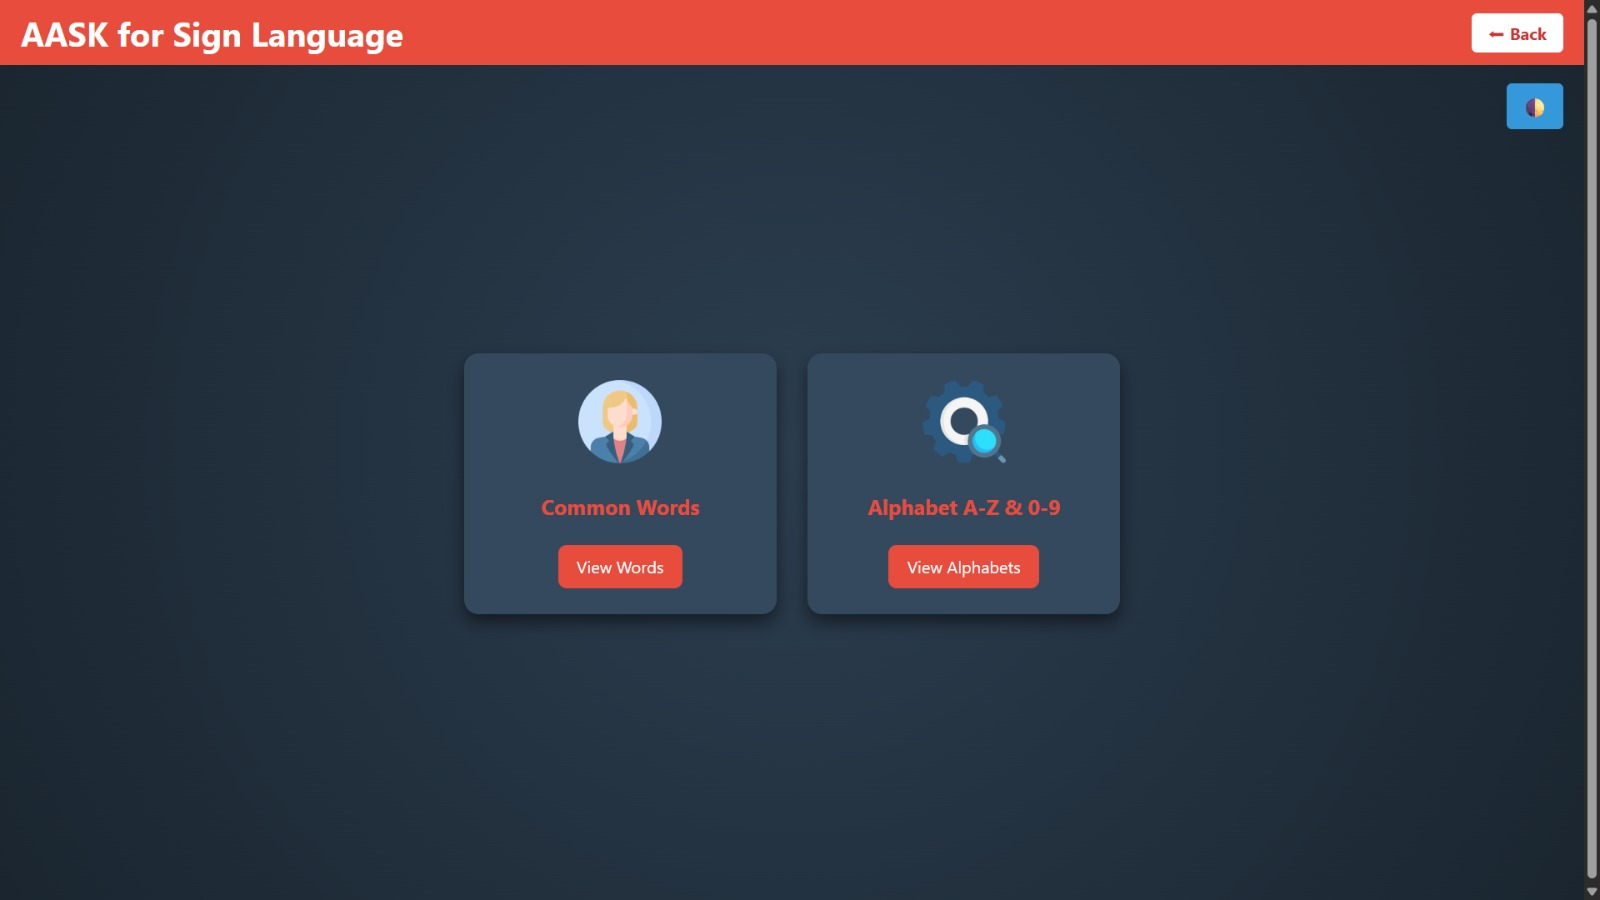 AASK for Sign Language
⬅ Back
Common Words
View Words
Alphabet A-Z & 0-9
View Alphabets